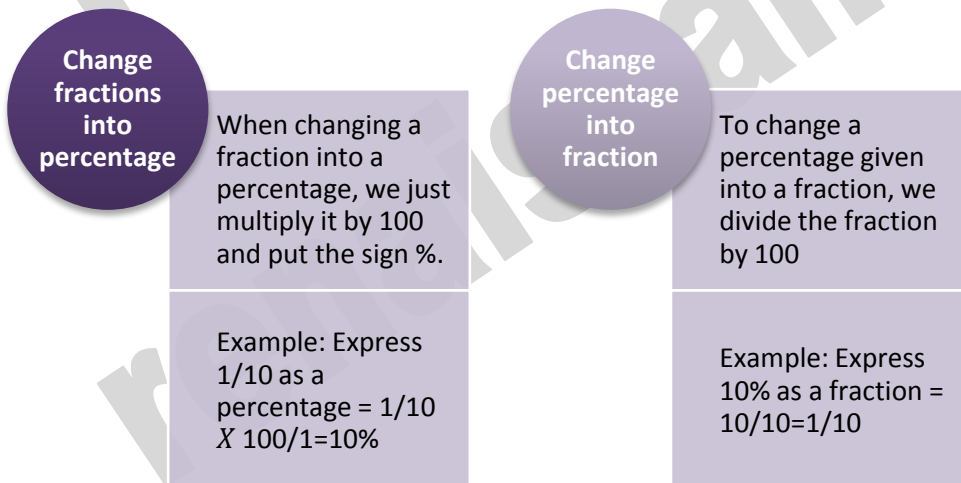 Change
fractions
into
percentage
When changing a
fraction into a
percentage, we just
multiply it by 100
and put the sign %.
Example: Express
1/10 as a
percentage = 1/10
X 100/1=10%
Change
percentage
into
fraction
To change a
percentage given
into a fraction, we
divide the fraction
by 100
Example: Express
10% as a fraction =
10/10=1/10